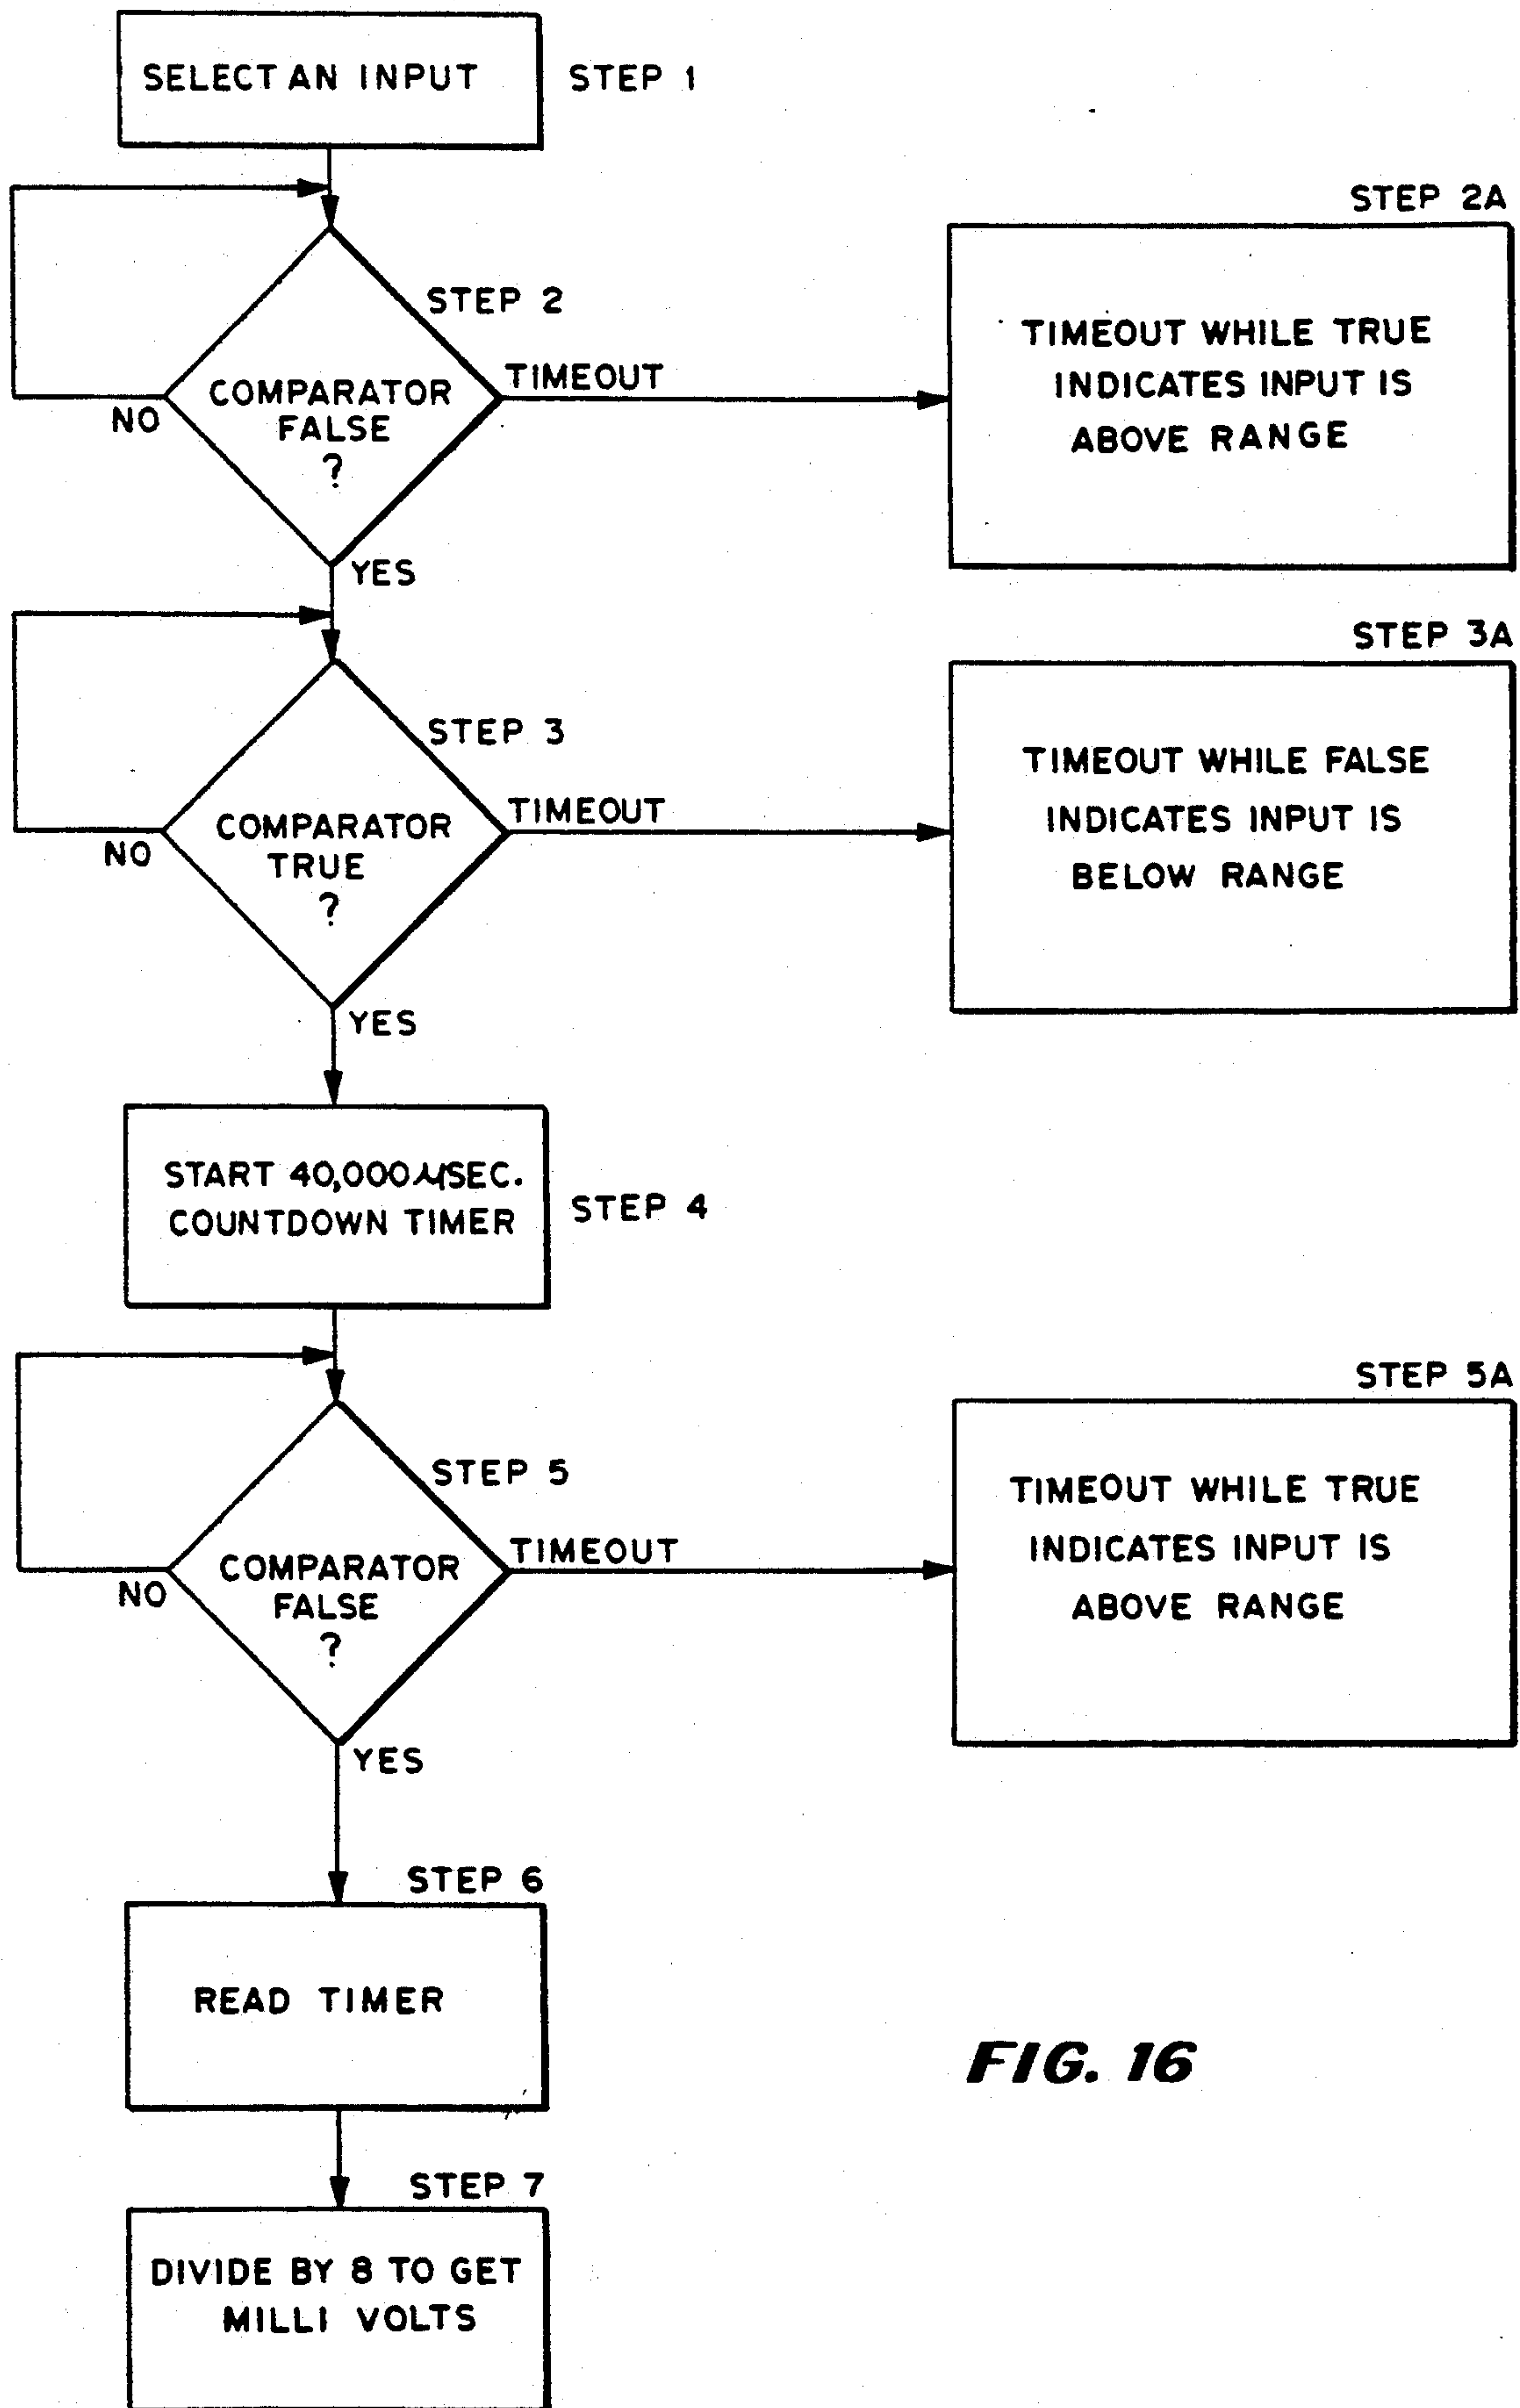 SELECT AN INPUT
STEP 1
STEP 2A
STEP 2
TIMEOUT WHILE TRUE
INDICATES INPUT IS
ABOVE RANGE
TIMEOUT
COMPARATOR
FALSE
?
NO
YES
STEP 3A
STEP 3
TIMEOUT WHILE FALSE
INDICATES INPUT IS
BELOW RANGE
TIMEOUT
COMPARATOR
TRUE
?
NO
YES
START 40,000 μSEC.
COUNTDOWN TIMER
STEP 4
STEP 5A
STEP 5
TIMEOUT WHILE TRUE
INDICATES INPUT IS
ABOVE RANGE
TIMEOUT
COMPARATOR
FALSE
?
NO
YES
STEP 6
READ TIMER
FIG. 16
STEP 7
DIVIDE BY 8 TO GET
MILLI VOLTS